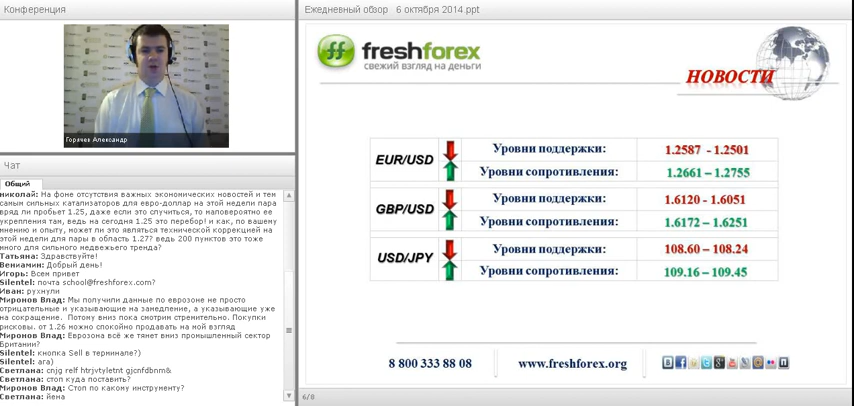 Конференция
Горячев Александр
Чат
Общий
николай: На фоне отсутствия важных экономических новостей и тем
самым сильных катализаторов для евро-доллар на этой недели пара
вряд ли пробьет 1.25, даже если это случиться, то маловероятно ее
укрепления там, ведь на сегодня 1.25 это перебор! и как, по вашему
мнению и опыту, может ли это являться технической коррекцией на
этой недели для пары в область 1.27? ведь 200 пунктов это тоже
много для сильного медвежьего тренда?
Татьяна: Здравствуйте!
Вениамин: Добрый день!
Игорь: Всем привет
Silentel: почта school@freshforex.com?
Иван: рухнули
Миронов Влад: Мы получили данные по еврозоне не просто
отрицательные и указывающие на замедление, а указывающие уже
на сокращение. Потому вниз пока смотрим стремительно. Покупки
рисковы. от 1.26 можно спокойно продавать на мой взгляд
Миронов Влад: Еврозона всё же тянет вниз промышленный сектор
Британии?
Silentel: кнопка Sell в терминале?)
Silentel: ага)
Светлана: cnjg relf htrjvtyletnt gjcnfdbnm&
Светлана: стоп куда поставить?
Миронов Влад: Стоп по какому инструменту?
Светлана: йена
Ежедневный обзор 6 октября 2014.ppt
ff freshforex
свежий взгляд на деньги
НОВОСТИ
EUR/USD Уровни поддержки: 1.2587 - 1.2501
Уровни сопротивления: 1.2661 – 1.2755
GBP/USD Уровни поддержки: 1.6120 - 1.6051
Уровни сопротивления: 1.6172 – 1.6251
USD/JPY Уровни поддержки: 108.60 – 108.24
Уровни сопротивления: 109.16 – 109.45
8 800 333 88 08 www.freshforex.org
6/8